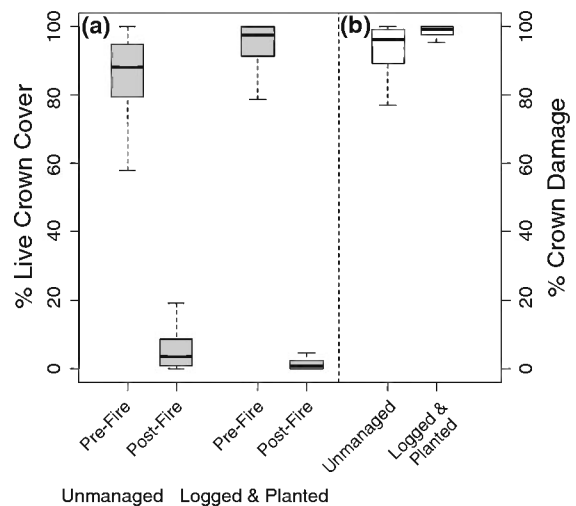 (a)
(b)
% Live Crown Cover
100
80
60
40
20
0
% Crown Damage
100
80
60
40
20
0
Pre-Fire
Post-Fire
Pre-Fire
Post-Fire
Unmanaged
Logged &
Planted
Unmanaged
Logged & Planted